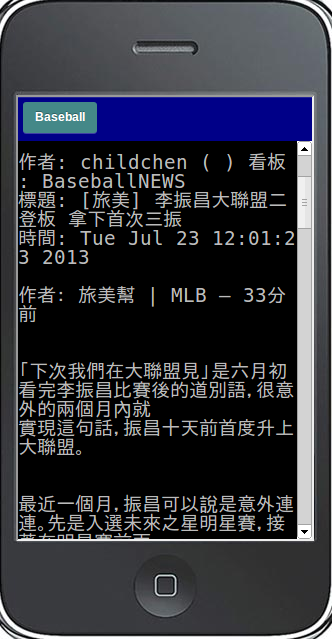 Baseball
作者: childchen ( ) 看板
: BaseballNEWS
標題: [旅美] 李振昌大聯盟二
登板 拿下首次三振
時間: Tue Jul 23 12:01:2
3 2013
作者: 旅美幫 | MLB – 33分
前
「下次我們在大聯盟見」是六月初
看完李振昌比賽後的道別語,很意
外的兩個月內就
實現這句話,振昌十天前首度升上
大聯盟。
最近一個月,振昌可以說是意外連
連。先是入選未來之星明星賽,接